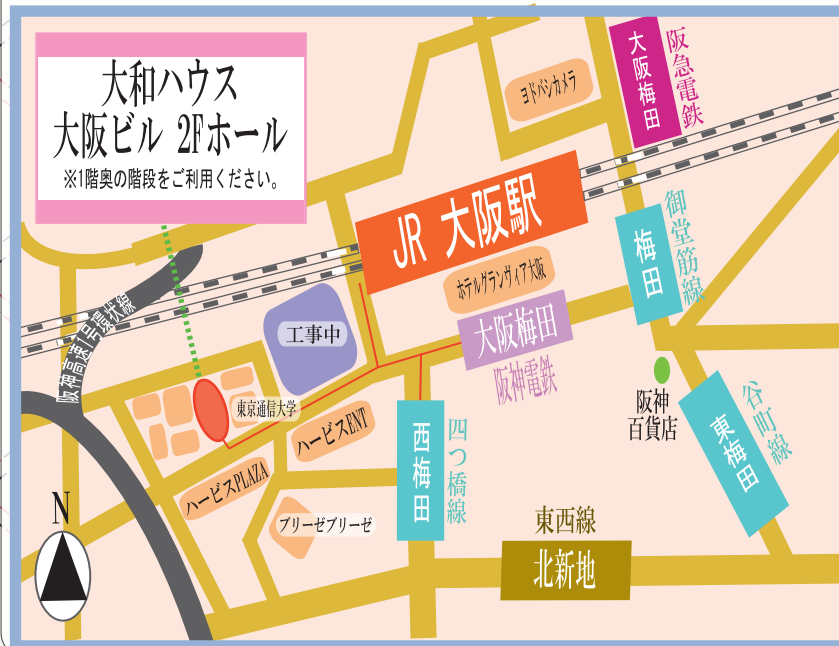 大和ハウス
大阪ビル 2Fホール
※1階奥の階段をご利用ください。
ヨドバシカメラ
大阪梅田
阪急電鉄
JR 大阪駅
ホテルグランヴィア大阪
梅田
御堂筋線
大阪梅田
阪神電鉄
工事中
阪神高速1号環状線
東京通信大学
ハービスENT
ハービスPLAZA
ブリーゼブリーゼ
西梅田
四つ橋線
阪神
百貨店
東梅田
谷町線
東西線
北新地
N